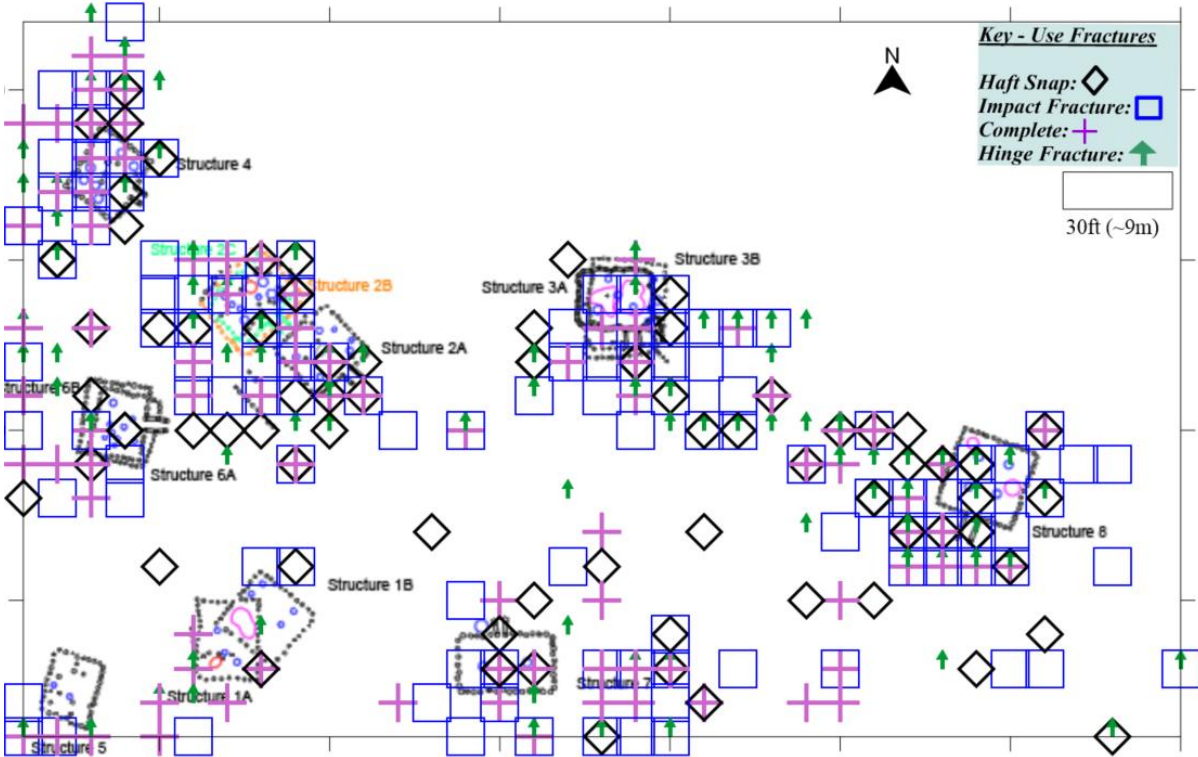 N
Key - Use Fractures
Haft Snap:
Impact Fracture:
Complete:
Hinge Fracture:
30ft (~9m)
Structure 4
Structure 2C
Structure 2B
Structure 3B
Structure 3A
Structure 2A
Structure 6B
Structure 6A
Structure 8
Structure 1B
Structure 7
Structure 1A
Structure 5